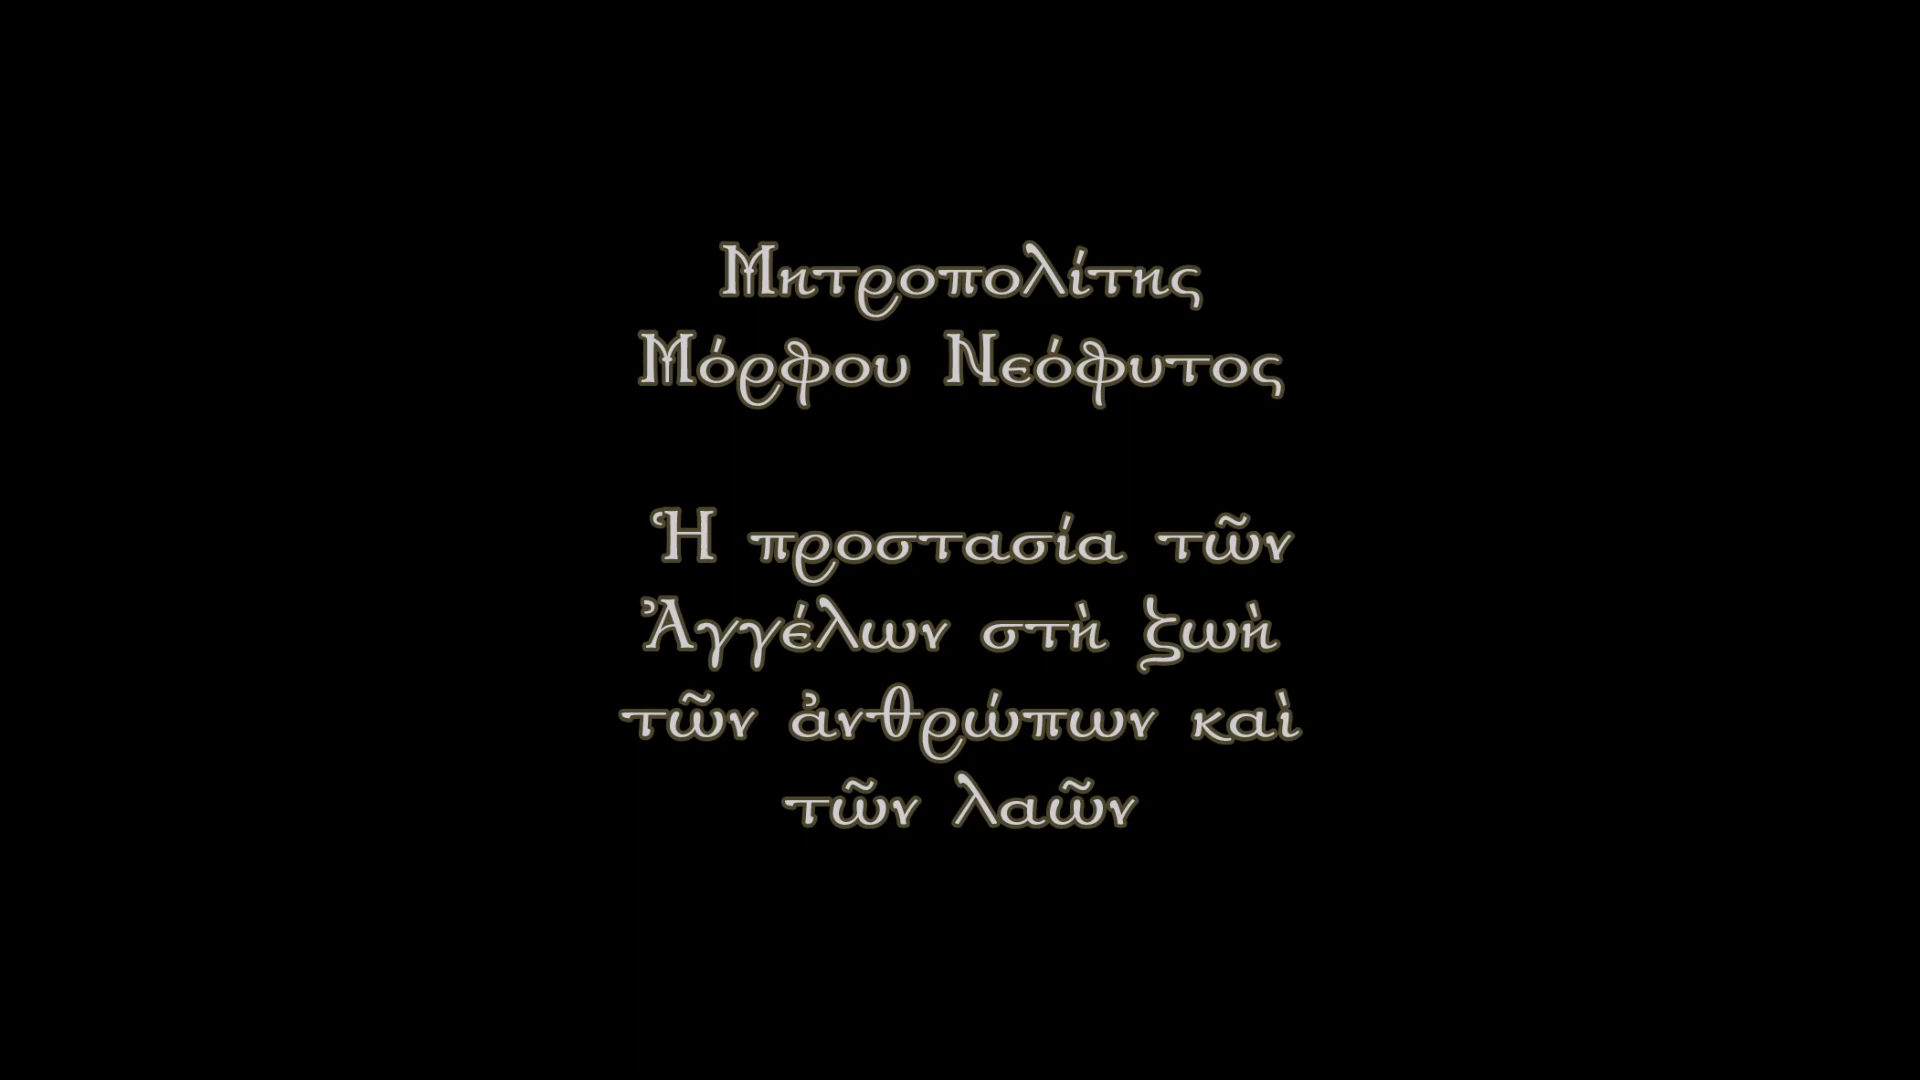 Μητροπολίτης
Μόρφου Νεόφυτος
Ἡ προστασία τῶν
Ἀγγέλων στὴ ζωὴ
τῶν ἀνθρώπων καὶ
τῶν λαῶν